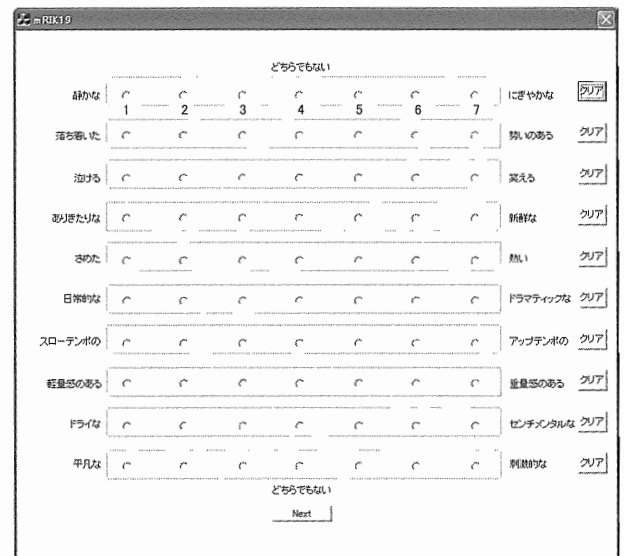 mRIK19
どちらでもない
静かな にぎやかな クリア
1 2 3 4 5 6 7
落ち着いた 勢いのある クリア
泣ける 笑える クリア
ありきたりな 新鮮な クリア
さめた 熱い クリア
日常的な ドラマティックな クリア
スローテンポの アップテンポの クリア
軽量感のある 重量感のある クリア
ドライな センチメンタルな クリア
平凡な 刺激的な クリア
どちらでもない
Next